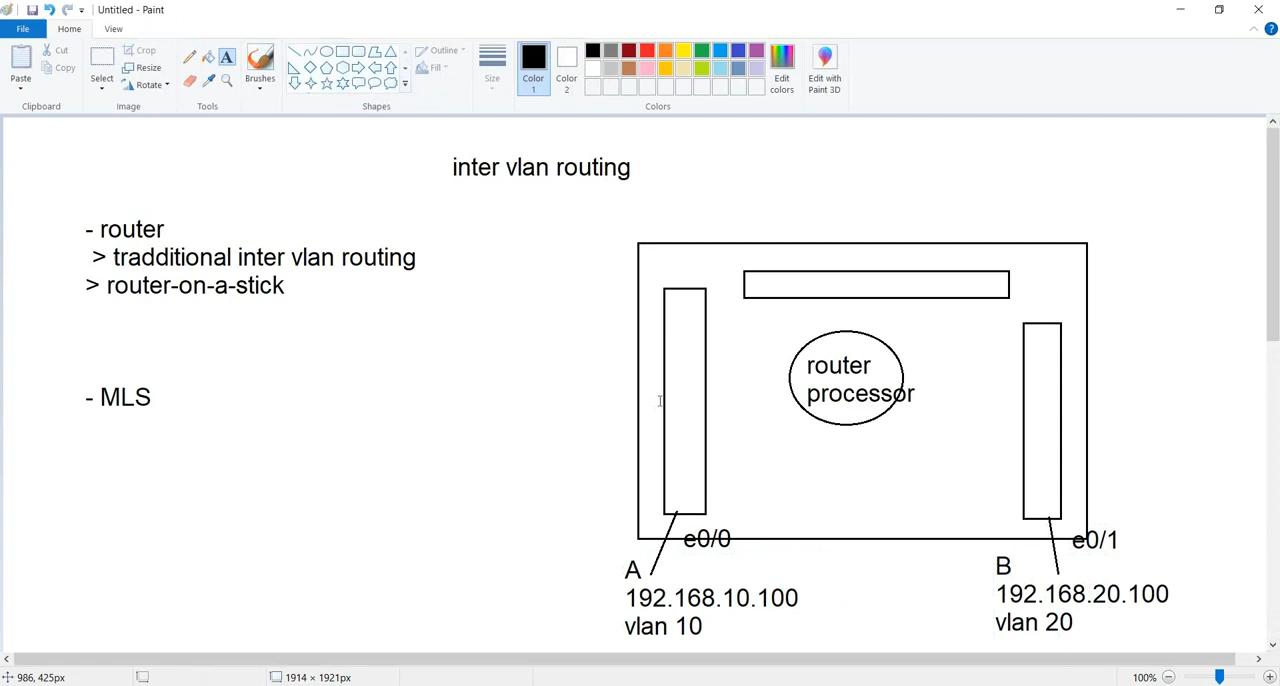 Untitled - Paint
File
Home
View
Paste
Cut
Copy
Clipboard
Select
Crop
Resize
Rotate
Image
Tools
Brushes
Shapes
Outline
Fill
Size
Color
1
Color
2
Edit
colors
Edit with
Paint 3D
Colors
inter vlan routing
- router
> tradditional inter vlan routing
> router-on-a-stick
- MLS
router
processor
e0/0
A
192.168.10.100
vlan 10
e0/1
B
192.168.20.100
vlan 20
986, 425px
1914 × 1921px
100%